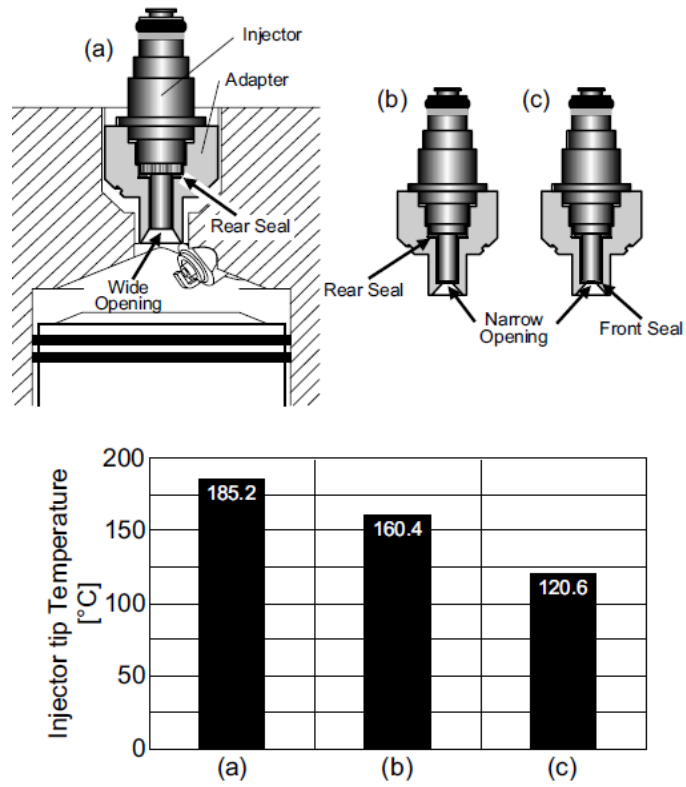 (a)
Injector
Adapter
Rear Seal
Wide
Opening
(b)
(c)
Rear Seal
Narrow
Opening
Front Seal
Injector tip Temperature
[°C]
200
150
100
50
0
185.2
160.4
120.6
(a)
(b)
(c)